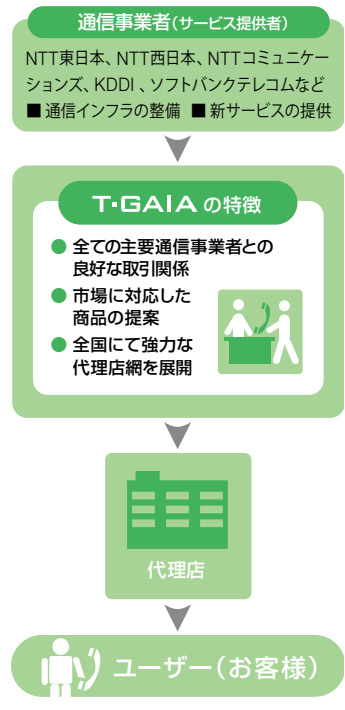 通信事業者（サービス提供者）
NTT東日本、NTT西日本、NTTコミュニケー
ションズ、KDDI 、ソフトバンクテレコムなど
■ 通信インフラの整備 ■ 新サービスの提供
T・GAIA の特徴
● 全ての主要通信事業者との
良好な取引関係
● 市場に対応した
商品の提案
● 全国にて強力な
代理店網を展開
代理店
ユーザー（お客様）